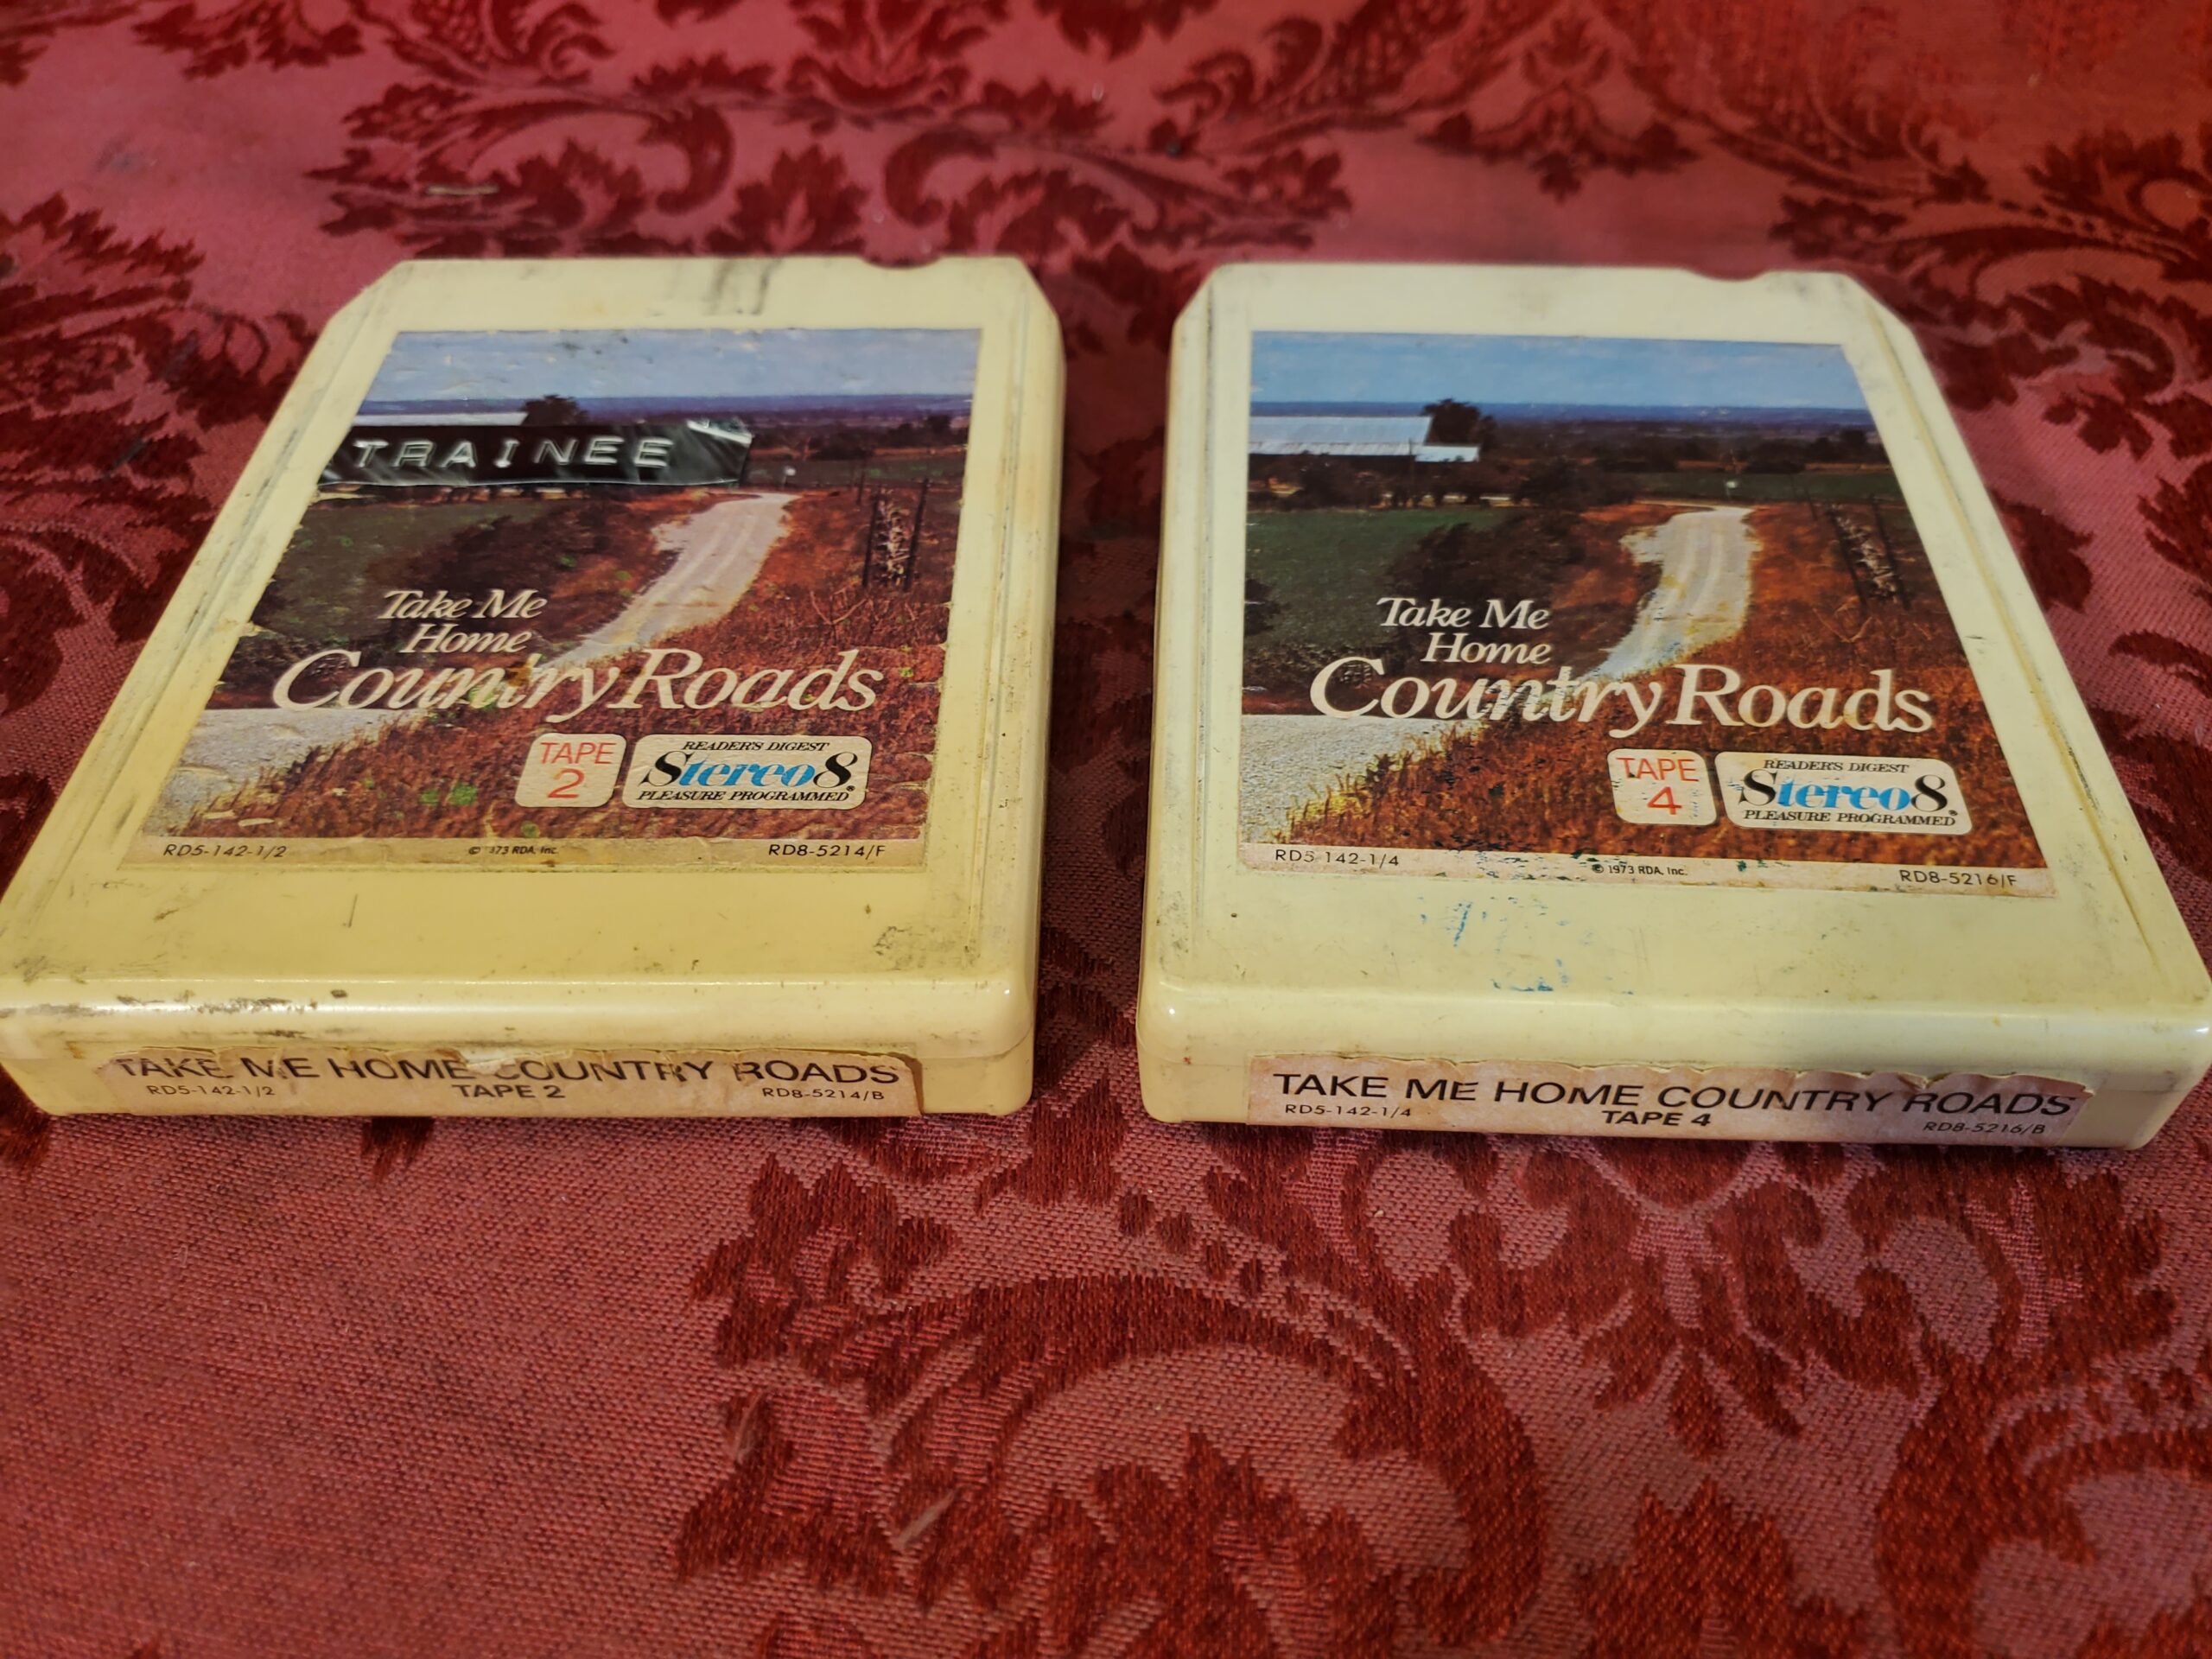 TRAINEE
Take Me
Home
Country Roads
TAPE
2
READER'S DIGEST
Stereo8
PLEASURE PROGRAMMED®
RD5-142-1/2
© 1973 RDA, Inc.
RD8-5214/F
TAKE ME HOME COUNTRY ROADS
RD5-142-1/2
TAPE 2
RD8-5214/B
Take Me
Home
Country Roads
TAPE
4
READER'S DIGEST
Stereo8®
PLEASURE PROGRAMMED
RD5 142-1/4
© 1973 RDA, Inc.
RD8-5216/F
TAKE ME HOME COUNTRY ROADS
RD5-142-1/4
TAPE 4
RD8-5216/B